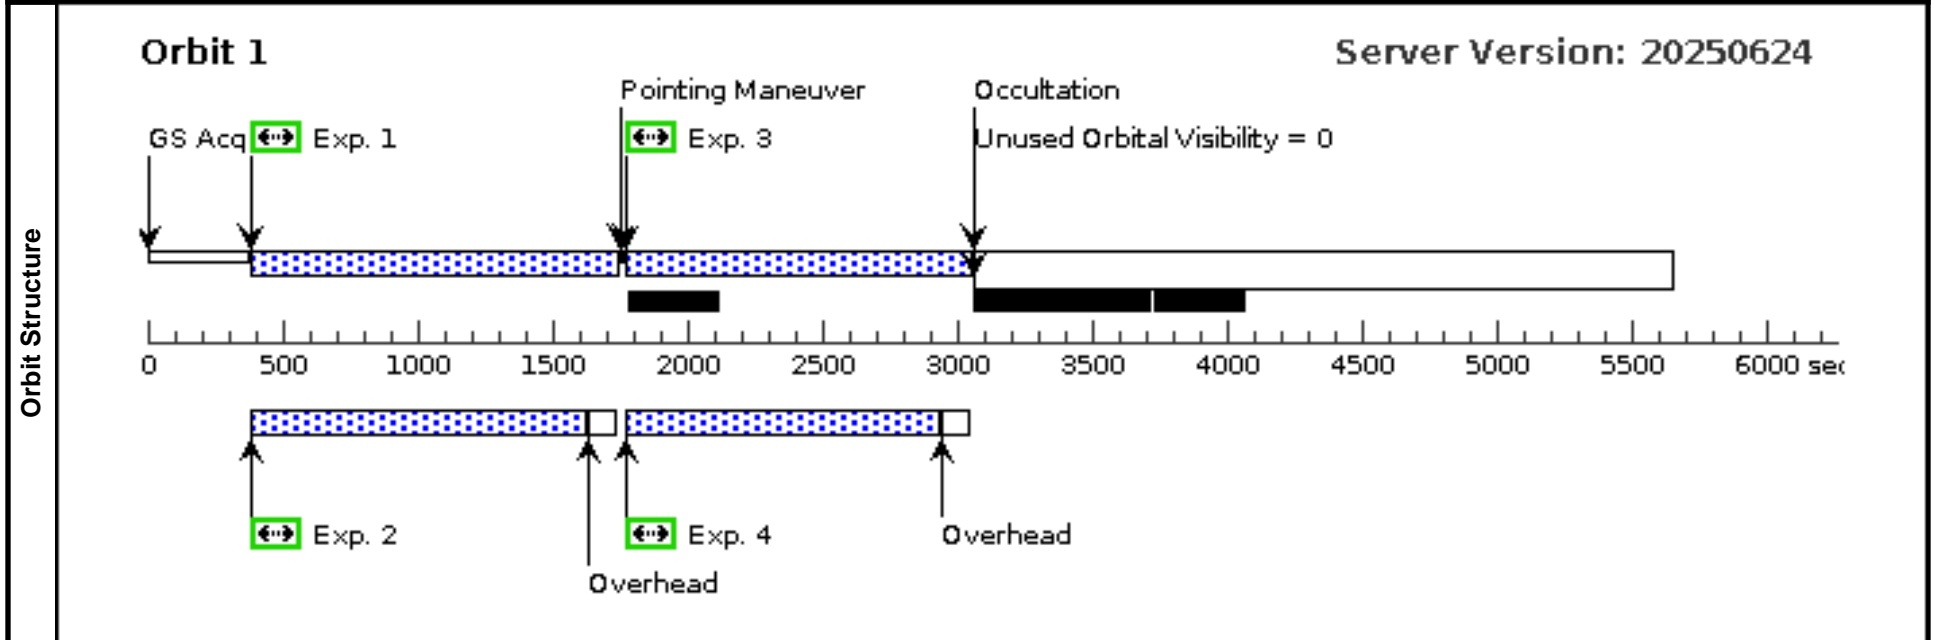 Orbit Structure
Orbit 1
Server Version: 20250624
Pointing Maneuver
Occultation
GS Acq
Exp. 1
Exp. 3
Unused Orbital Visibility = 0
0 500 1000 1500 2000 2500 3000 3500 4000 4500 5000 5500 6000 sec
Exp. 2
Exp. 4
Overhead
Overhead